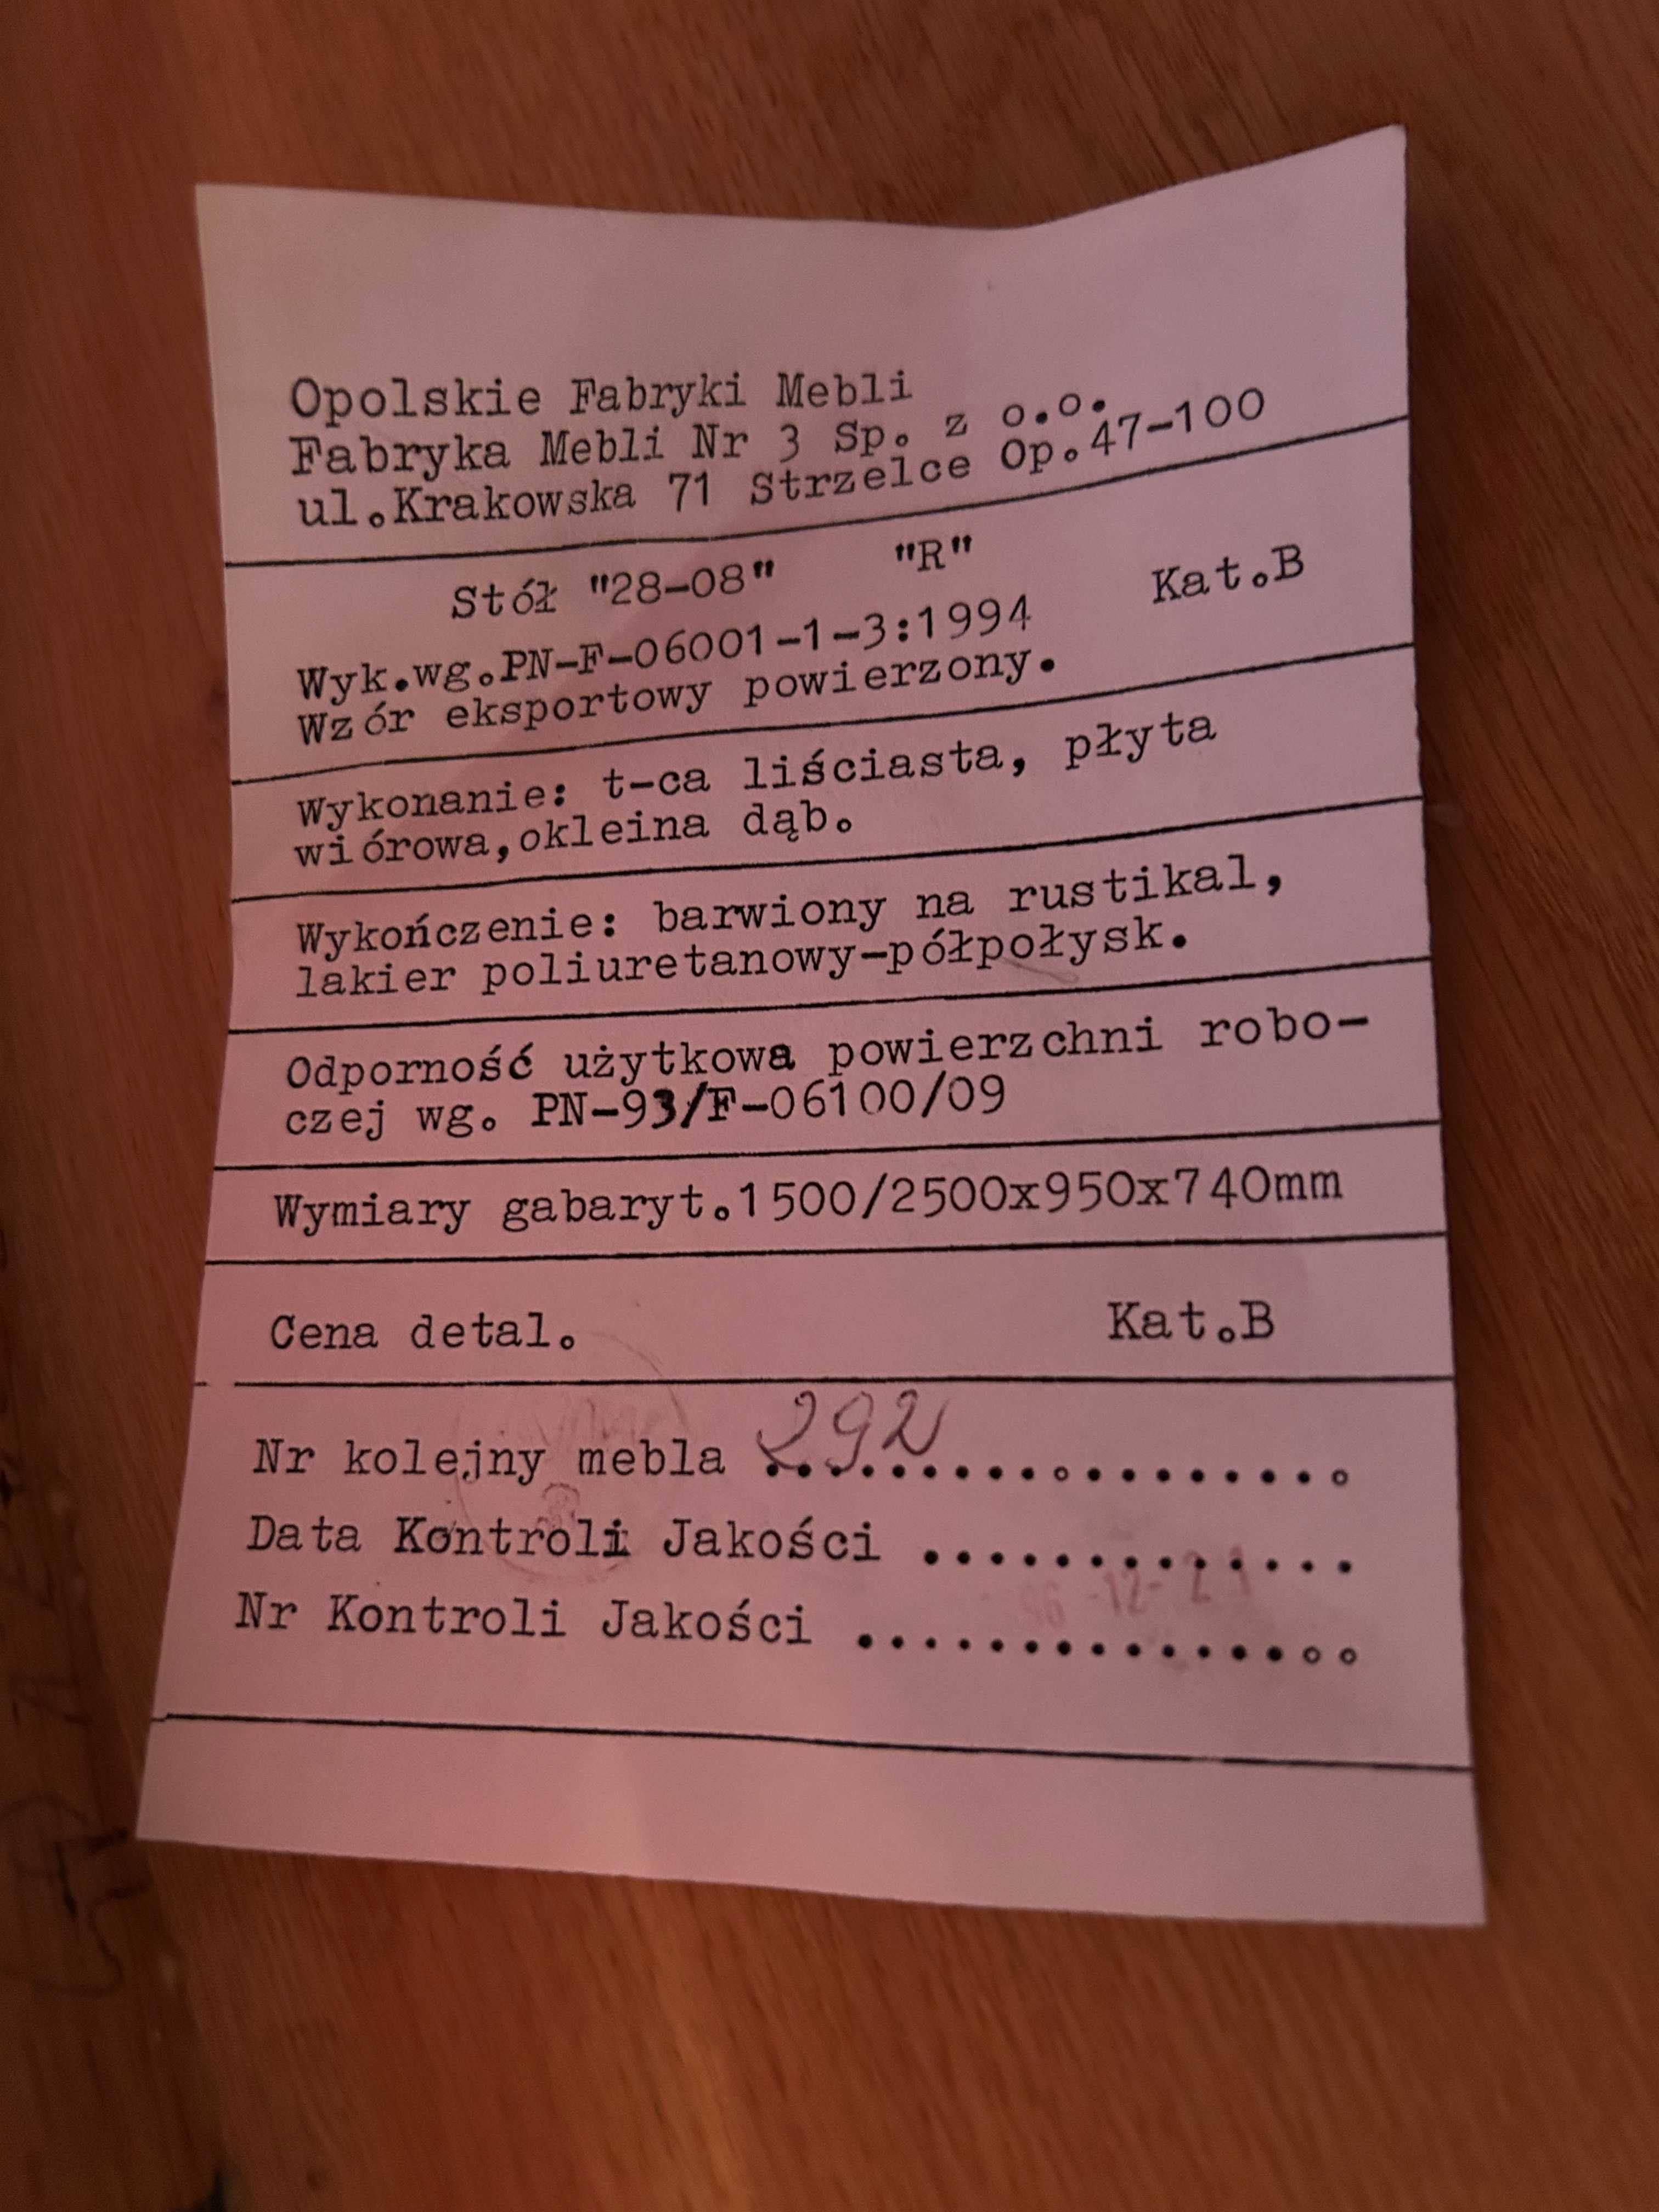 Opolskie Fabryki Mebli
Fabryka Mebli Nr 3 Sp. z o.o.
ul.Krakowska 71 Strzelce Op.47-100
Stół "28-08" "R"
Kat.B
Wyk.wg.PN-F-06001-1-3:1994
Wzór eksportowy powierzony.
Wykonanie: t-ca liściasta, płyta
wiórowa,okleina dąb.
Wykończenie: barwiony na rustikal,
lakier poliuretanowy-półpołysk.
Odporność użytkowa powierzchni robo-
czej wg. PN-93/F-06100/09
Wymiary gabaryt.1500/2500x950x740mm
Cena detal. Kat.B
Nr kolejny mebla 292..................
Data Kontroli Jakości .............
96 -12- 2
Nr Kontroli Jakości ...............